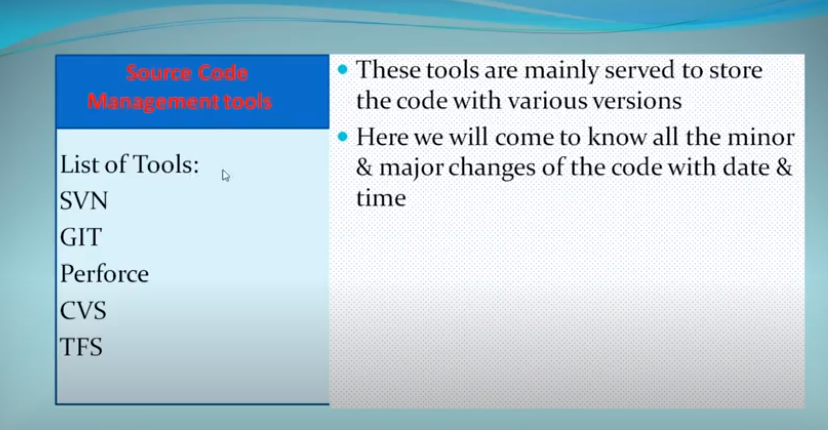 Source Code
Management tools
List of Tools:
SVN
GIT
Perforce
CVS
TFS
• These tools are mainly served to store
the code with various versions
• Here we will come to know all the minor
& major changes of the code with date &
time